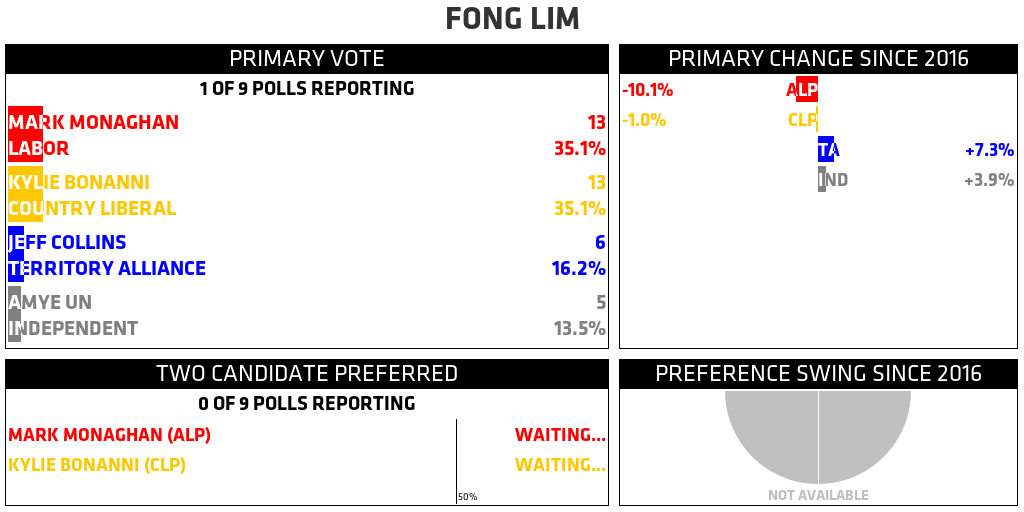 FONG LIM
PRIMARY VOTE
1 OF 9 POLLS REPORTING
MARK MONAGHAN 13
LABOR 35.1%
KYLIE BONANNI 13
COUNTRY LIBERAL 35.1%
JEFF COLLINS 6
TERRITORY ALLIANCE 16.2%
AMYE UN 5
INDEPENDENT 13.5%
PRIMARY CHANGE SINCE 2016
-10.1% ALP
-1.0% CLP
TA +7.3%
IND +3.9%
TWO CANDIDATE PREFERRED
0 OF 9 POLLS REPORTING
MARK MONAGHAN (ALP) WAITING...
KYLIE BONANNI (CLP) WAITING...
50%
PREFERENCE SWING SINCE 2016
NOT AVAILABLE